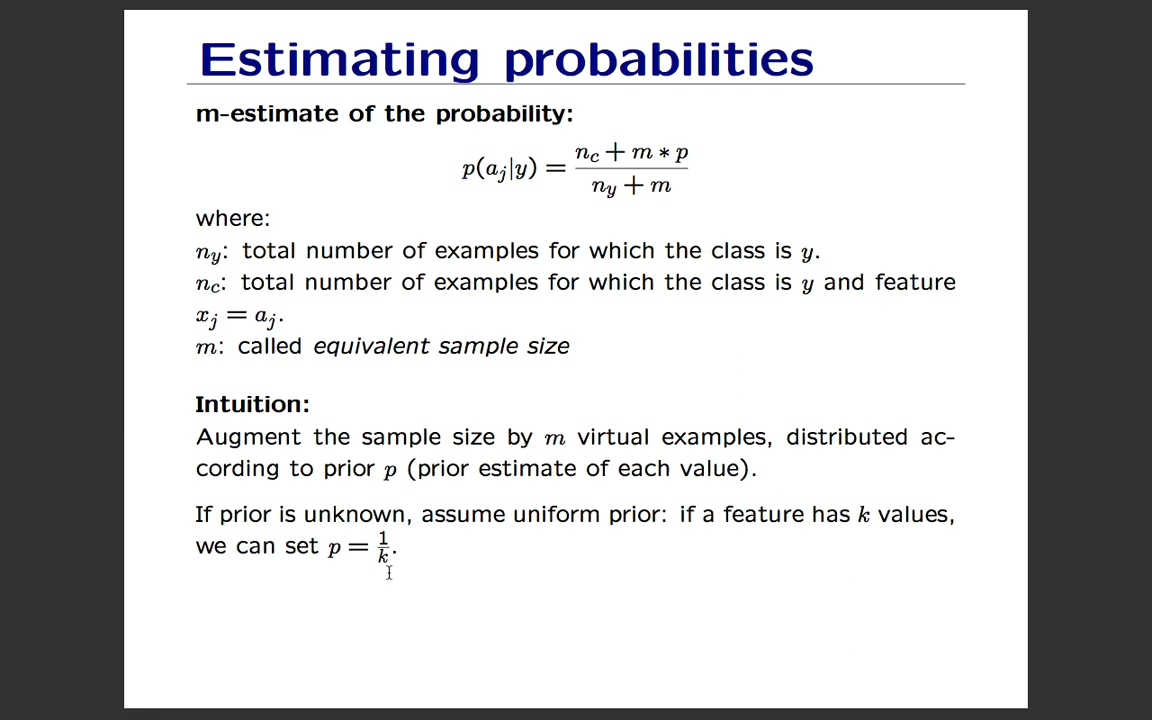 Estimating probabilities
m-estimate of the probability:
p(a_j|y) = \frac{n_c + m * p}{n_y + m}
where:
n_y: total number of examples for which the class is y.
n_c: total number of examples for which the class is y and feature
x_j = a_j.
m: called equivalent sample size
Intuition:
Augment the sample size by m virtual examples, distributed ac-
cording to prior p (prior estimate of each value).
If prior is unknown, assume uniform prior: if a feature has k values,
we can set p = \frac{1}{k}.